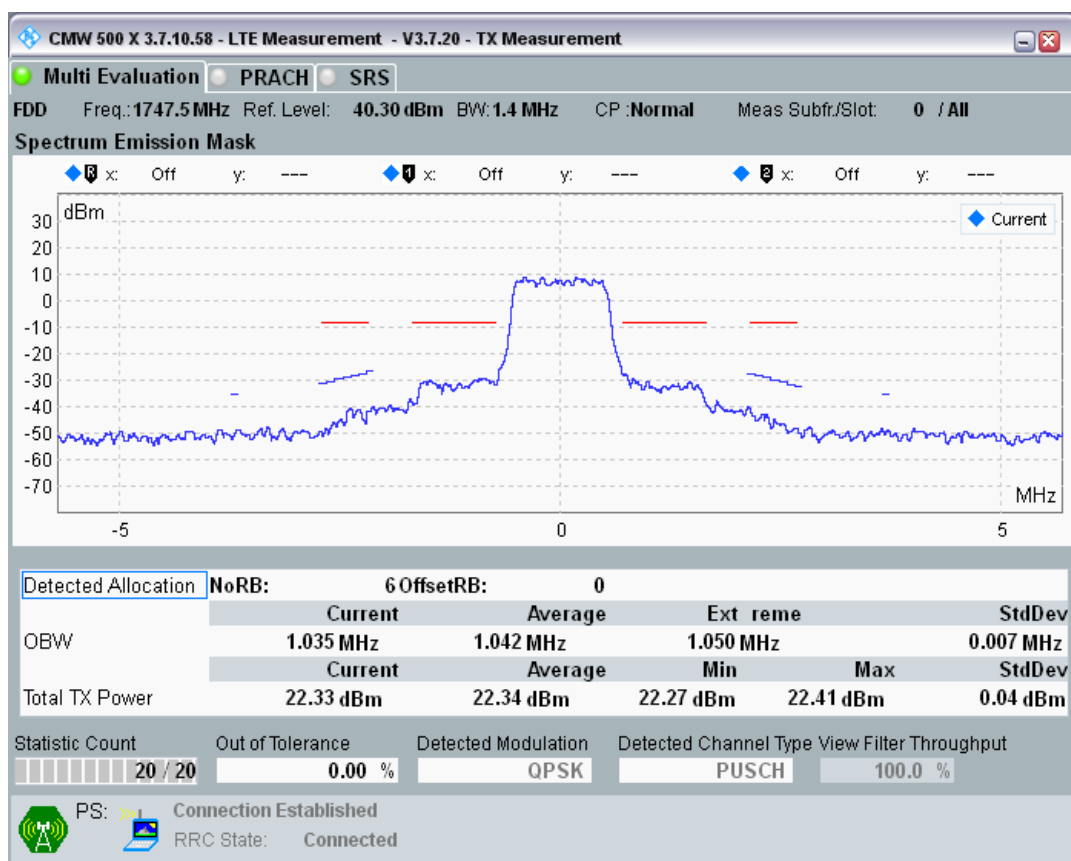 CMW 500 X 3.7.10.58 - LTE Measurement - V3.7.20 - TX Measurement
Multi Evaluation PRACH SRS
FDD Freq.: 1747.5 MHz Ref. Level: 40.30 dBm BW: 1.4 MHz CP :Normal Meas Subfr./Slot: 0 / All
Spectrum Emission Mask
R x: Off y: --- 1 x: Off y: --- 2 x: Off y: ---
dBm
Current
30
20
10
0
-10
-20
-30
-40
-50
-60
-70
MHz
-5 0 5
Detected Allocation NoRB: 6 OffsetRB: 0
Current Average Ext reme StdDev
OBW 1.035 MHz 1.042 MHz 1.050 MHz 0.007 MHz
Current Average Min Max StdDev
Total TX Power 22.33 dBm 22.34 dBm 22.27 dBm 22.41 dBm 0.04 dBm
Statistic Count Out of Tolerance Detected Modulation Detected Channel Type View Filter Throughput
20 / 20 0.00 % QPSK PUSCH 100.0 %
PS: Connection Established
RRC State: Connected